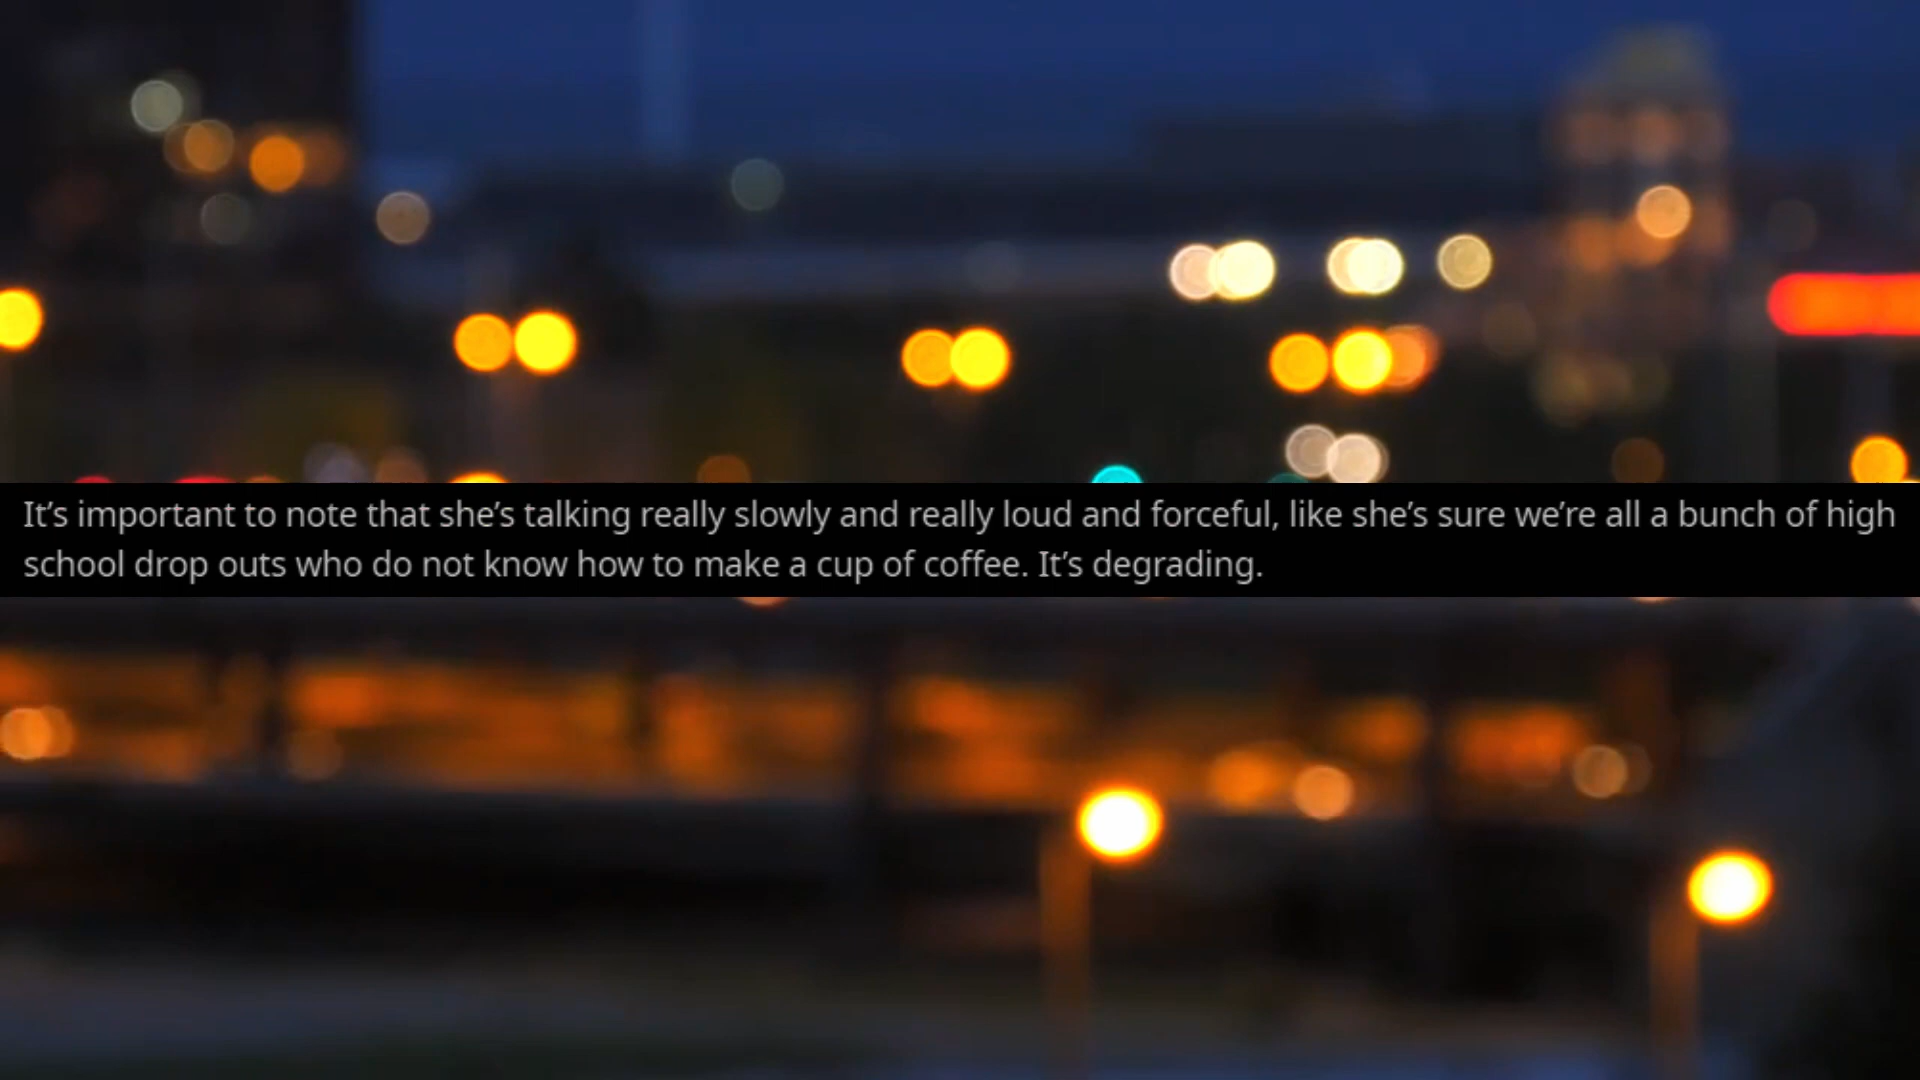 It’s important to note that she’s talking really slowly and really loud and forceful, like she’s sure we’re all a bunch of high
school drop outs who do not know how to make a cup of coffee. It’s degrading.